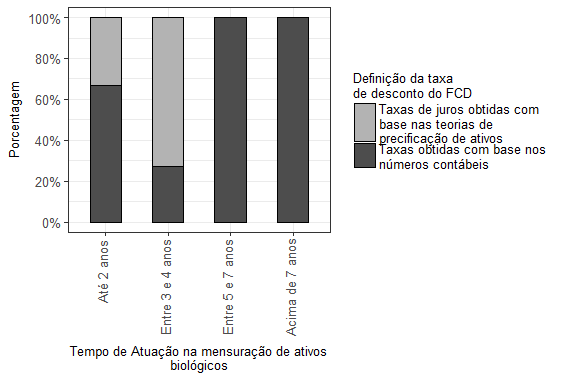 100%
80%
60%
40%
20%
0%
Porcentagem
Até 2 anos
Entre 3 e 4 anos
Entre 5 e 7 anos
Acima de 7 anos
Tempo de Atuação na mensuração de ativos
biológicos
Definição da taxa
de desconto do FCD
Taxas de juros obtidas com
base nas teorias de
precificação de ativos
Taxas obtidas com base nos
números contábeis